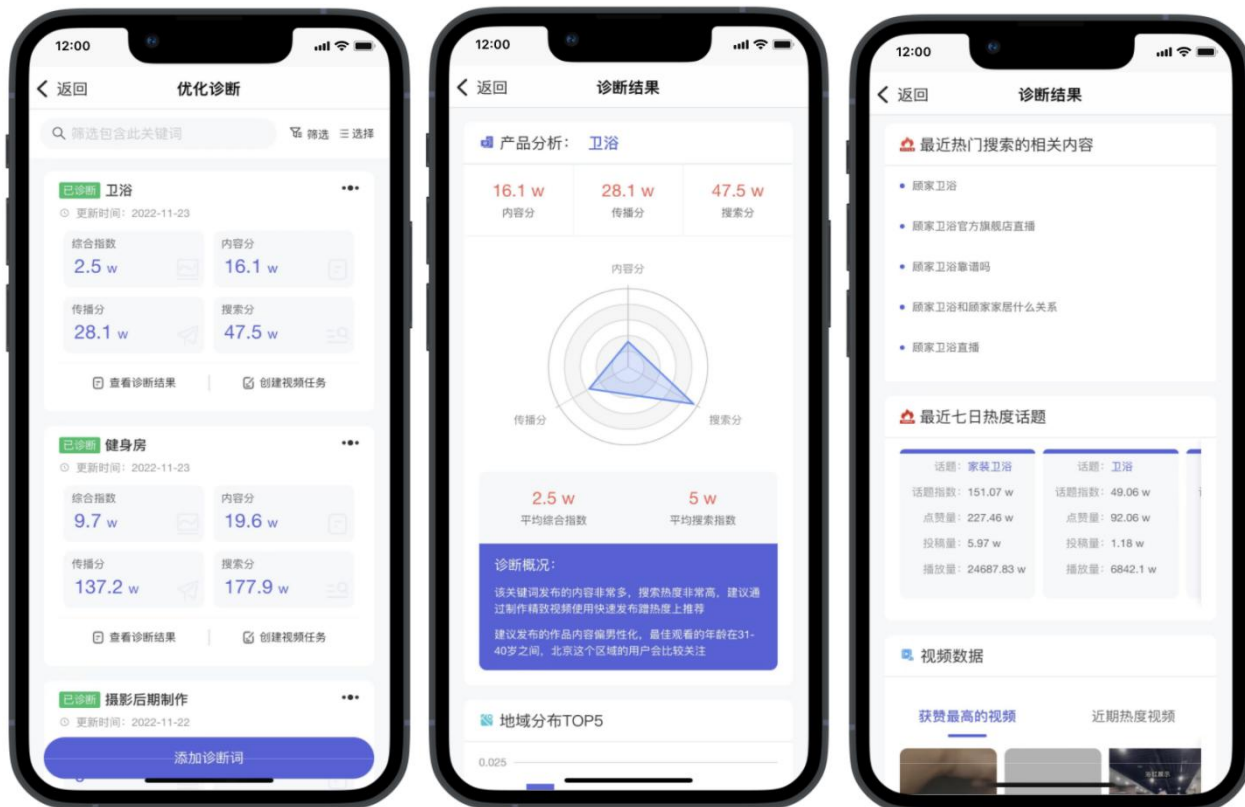 12:00
返回
优化诊断
筛选包含此关键词
筛选
选择
已诊断 卫浴
更新时间：2022-11-23
综合指数
内容分
2.5 w
16.1 w
传播分
搜索分
28.1 w
47.5 w
查看诊断结果
创建视频任务
已诊断 健身房
更新时间：2022-11-23
综合指数
内容分
9.7 w
19.6 w
传播分
搜索分
137.2 w
177.9 w
查看诊断结果
创建视频任务
已诊断 摄影后期制作
更新时间：2022-11-22
添加诊断词
12:00
返回
诊断结果
产品分析： 卫浴
16.1 w
28.1 w
47.5 w
内容分
传播分
搜索分
内容分
传播分
搜索分
2.5 w
5 w
平均综合指数
平均搜索指数
诊断概况：
该关键词发布的内容非常多，搜索热度非常高，建议通
过制作精致视频使用快速发布蹭热度上推荐
建议发布的作品内容偏男性化，最佳观看的年龄在31-
40岁之间，北京这个区域的用户会比较关注
地域分布TOP5
0.025
12:00
返回
诊断结果
最近热门搜索的相关内容
顾家卫浴
顾家卫浴官方旗舰店直播
顾家卫浴靠谱吗
顾家卫浴和顾家家居什么关系
顾家卫浴直播
最近七日热度话题
话题：家装卫浴
话题指数：151.07 w
点赞量：227.46 w
投稿量：5.97 w
播放量：24687.83 w
话题：卫浴
话题指数：49.06 w
点赞量：92.06 w
投稿量：1.18 w
播放量：6842.1 w
视频数据
获赞最高的视频
近期热度视频